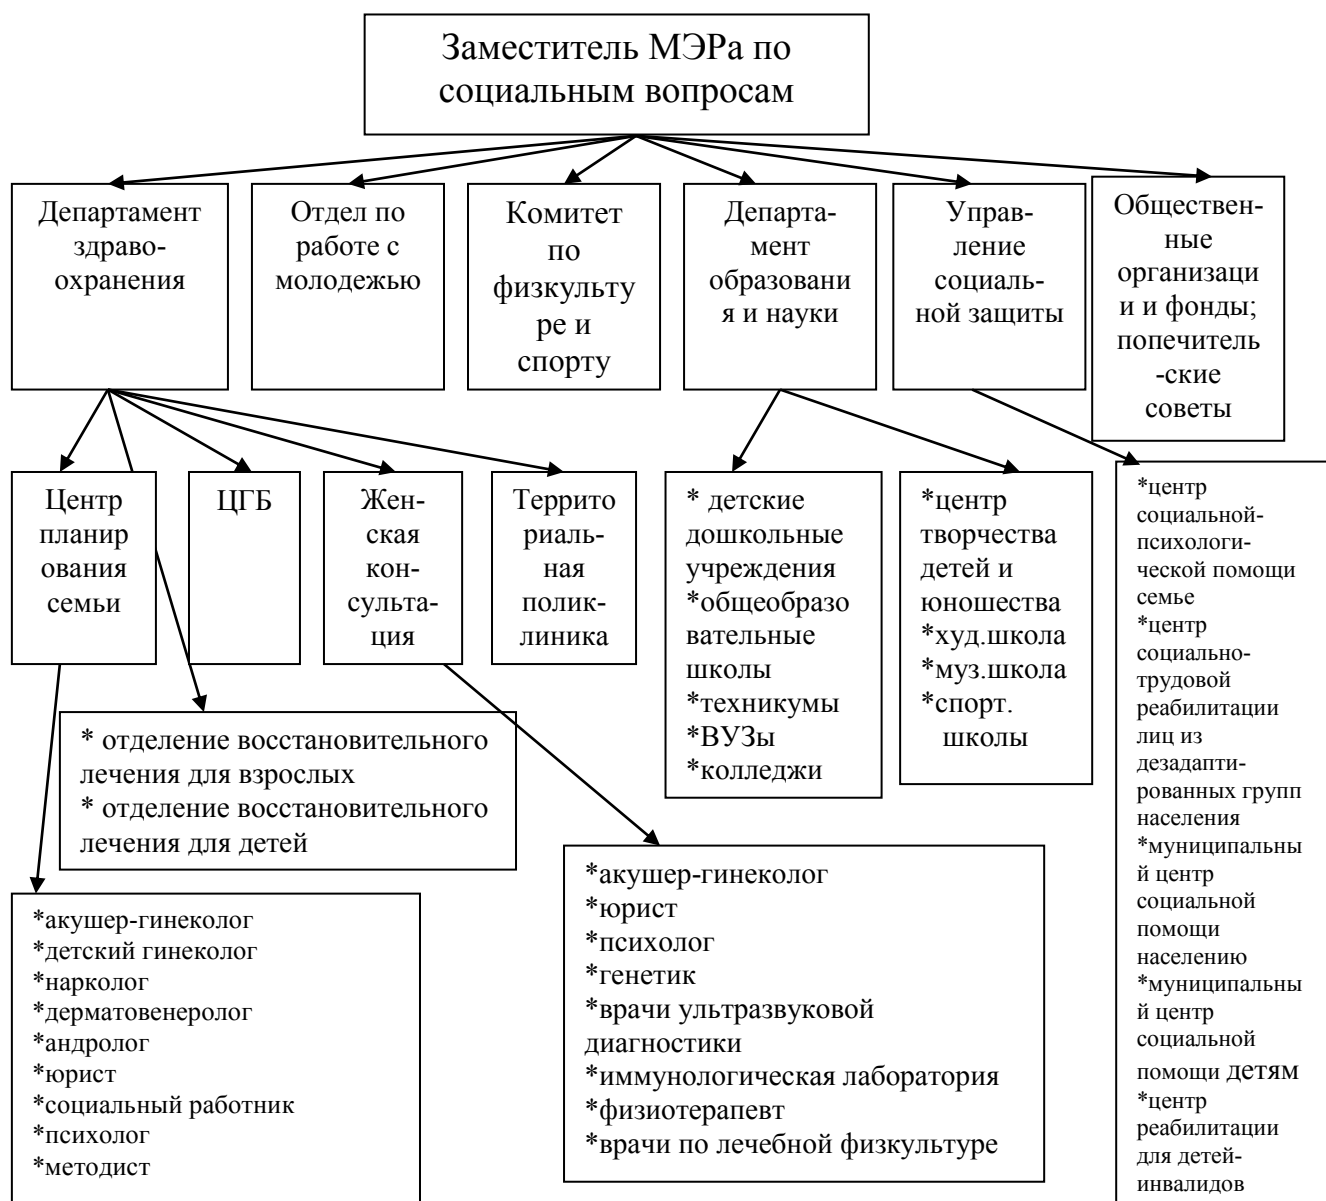 Заместитель МЭРа по
социальным вопросам
Департамент
здраво-
охранения
Отдел по
работе с
молодежью
Комитет
по
физкульту
ре и
спорту
Департа-
мент
образовани
я и науки
Управ-
ление
социаль-
ной защиты
Обществен-
ные
организаци
и и фонды;
попечитель
-ские
советы
Центр
планир
ования
семьи
ЦГБ
Жен-
ская
кон-
сульта-
ция
Террито
риаль-
ная
полик-
линика
* детские
дошкольные
учреждения
*общеобразо
вательные
школы
*техникумы
*ВУЗы
*колледжи
*центр
творчества
детей и
юношества
*худ.школа
*муз.школа
*спорт.
школы
*центр
социальной-
психологи-
ческой помощи
семье
*центр
социально-
трудовой
реабилитации
лиц из
дезадапти-
рованных групп
населения
*муниципальны
й центр
социальной
помощи
населению
*муниципальны
й центр
социальной
помощи детям
*центр
реабилитации
для детей-
инвалидов
* отделение восстановительного
лечения для взрослых
* отделение восстановительного
лечения для детей
*акушер-гинеколог
*детский гинеколог
*нарколог
*дерматовенеролог
*андролог
*юрист
*социальный работник
*психолог
*методист
*акушер-гинеколог
*юрист
*психолог
*генетик
*врачи ультразвуковой
диагностики
*иммунологическая лаборатория
*физиотерапевт
*врачи по лечебной физкультуре